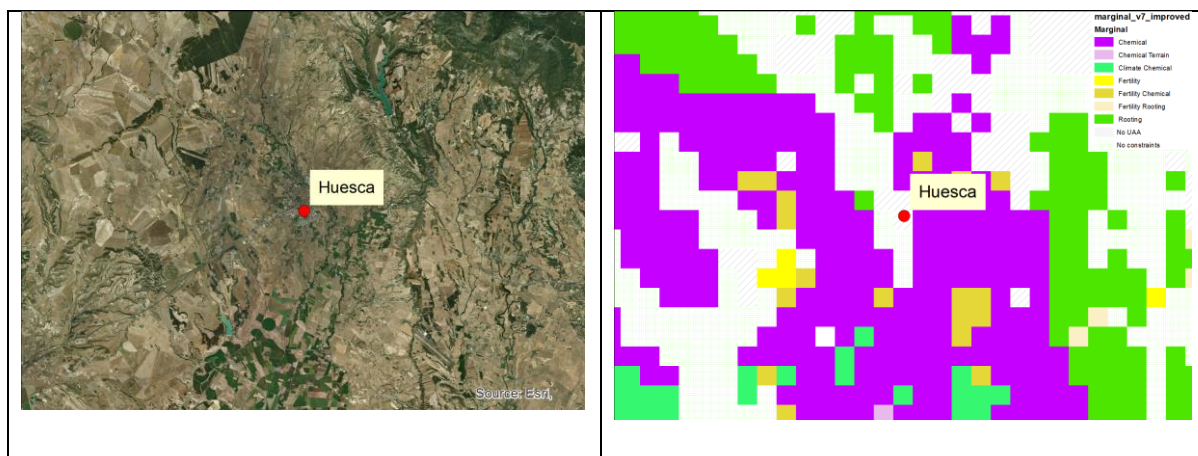 Huesca
Source: Esri,
marginal_v7_improved
Marginal
Chemical
Chemical Terrain
Climate Chemical
Fertility
Fertility Chemical
Fertility Rooting
Rooting
No UAA
No constraints
Huesca